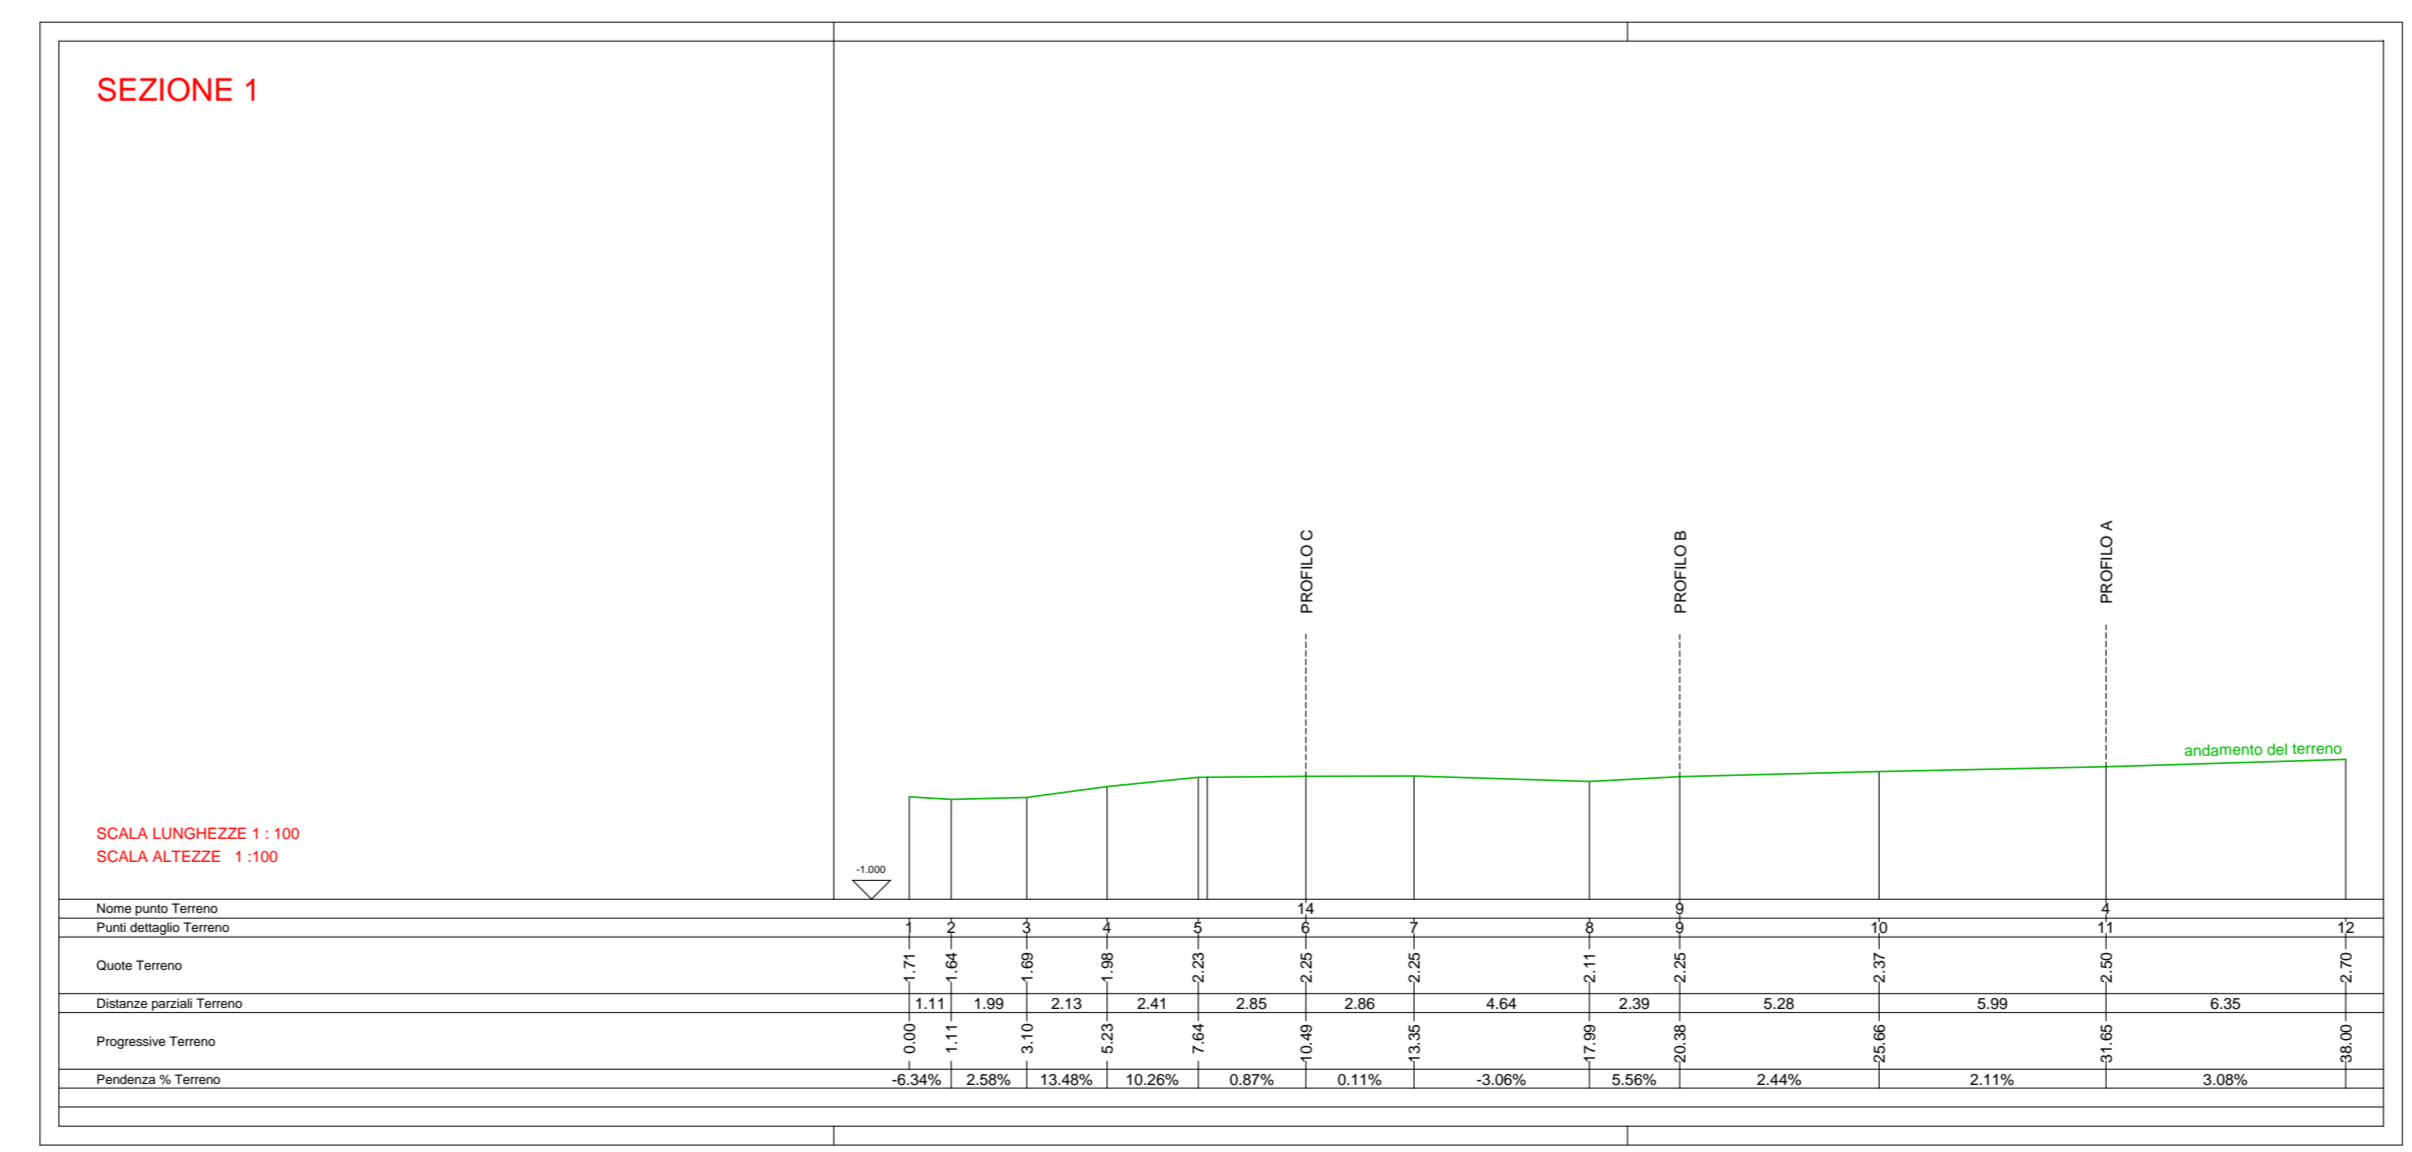 SEZIONE 1
PROFILO C
PROFILO B
PROFILO A
andamento del terreno
SCALA LUNGHEZZE 1 : 100
SCALA ALTEZZE 1 :100
-1.000
Nome punto Terreno 14 9 4
Punti dettaglio Terreno 1 2 3 4 5 6 7 8 9 10 11 12
Quote Terreno 1.71 1.64 1.69 1.98 2.23 2.25 2.25 2.11 2.25 2.37 2.50 2.70
Distanze parziali Terreno 1.11 1.99 2.13 2.41 2.85 2.86 4.64 2.39 5.28 5.99 6.35
Progressive Terreno 0.00 1.11 3.10 5.23 7.64 10.49 13.35 17.99 20.38 25.66 31.65 38.00
Pendenza % Terreno -6.34% 2.58% 13.48% 10.26% 0.87% 0.11% -3.06% 5.56% 2.44% 2.11% 3.08%